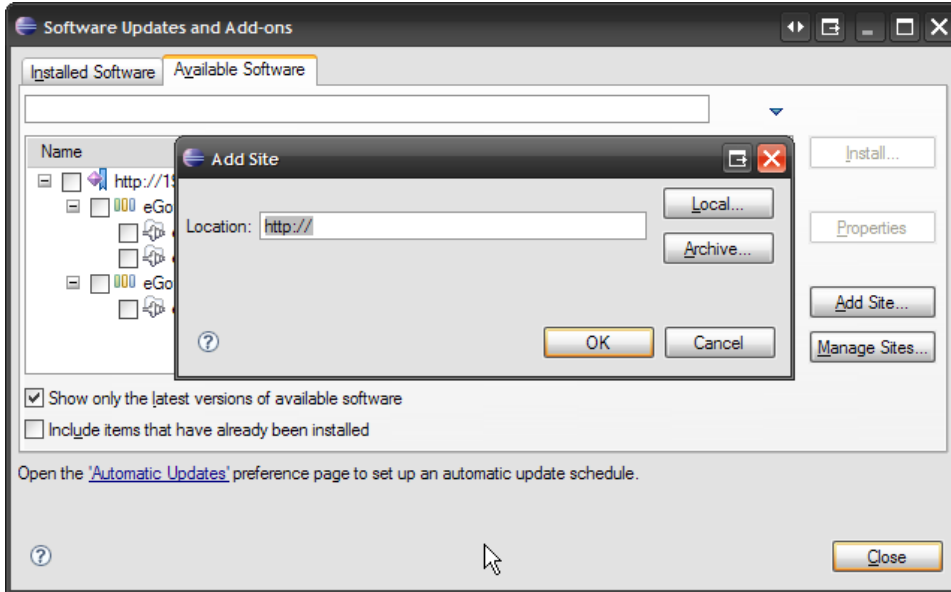 Software Updates and Add-ons
Installed Software
Available Software
Name
Install...
Add Site
http://
eGo
Local...
Location: http://
Properties
Archive...
eGo
Add Site...
OK
Cancel
Manage Sites...
Show only the latest versions of available software
Include items that have already been installed
Open the 'Automatic Updates' preference page to set up an automatic update schedule.
Close